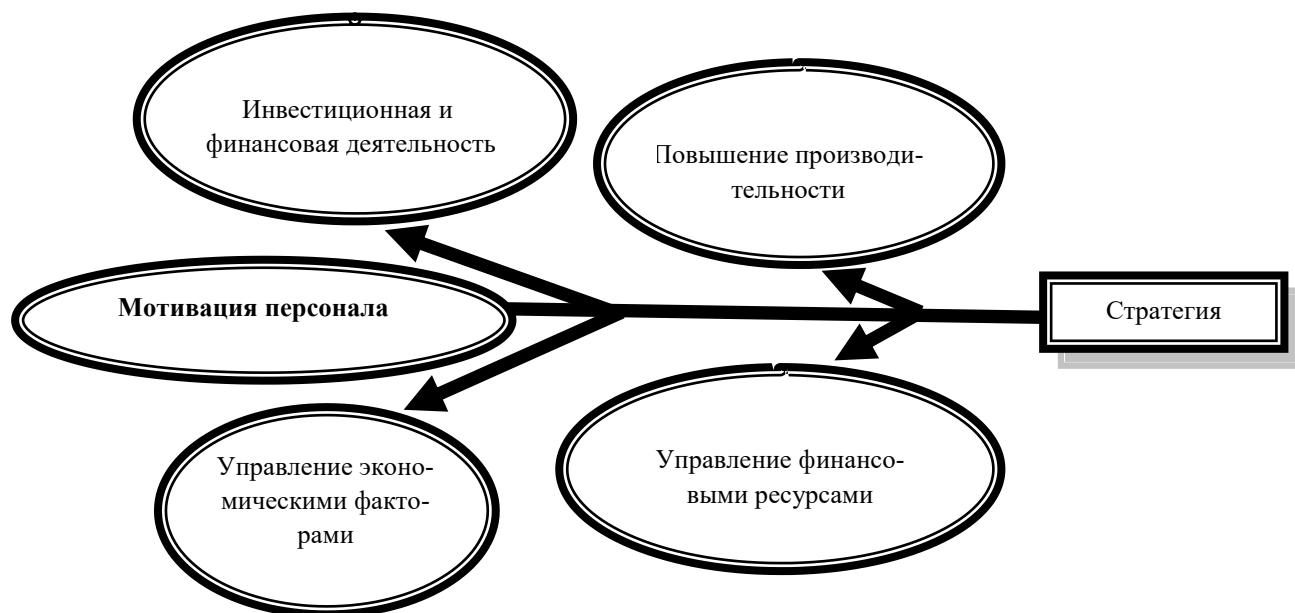 Инвестиционная и
финансовая деятельность
Повышение производи-
тельности
Мотивация персонала
Стратегия
Управление эконо-
мическими факто-
рами
Управление финансо-
выми ресурсами